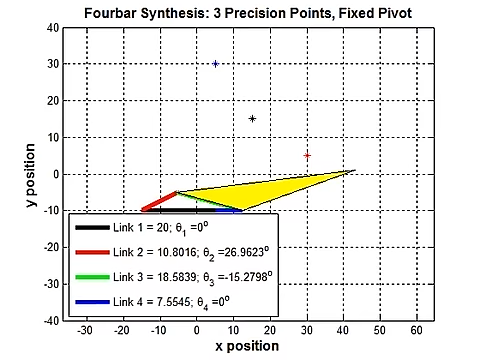 Fourbar Synthesis: 3 Precision Points, Fixed Pivot
40
30
20
10
0
-10
-20
-30
-40
y position
Link 1 = 20; θ₁ =0°
Link 2 = 10.8016; θ₂ =26.9623°
Link 3 = 18.5839; θ₃ =-15.2798°
Link 4 = 7.5545; θ₄ =0°
-30 -20 -10 0 10 20 30 40 50 60
x position